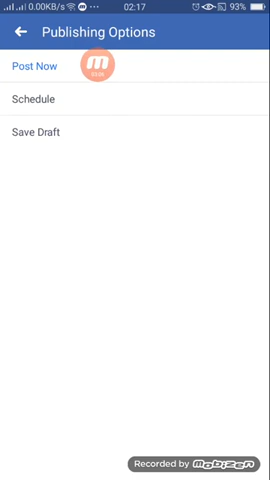 0.00KB/s ... 02:17 93%
Publishing Options
Post Now
Schedule
Save Draft
Recorded by mobizen